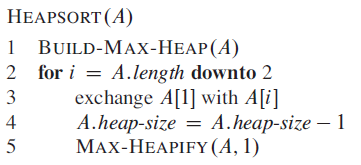 HEAPSORT(A)
1 BUILD-MAX-HEAP(A)
2 for i = A.length downto 2
3 exchange A[1] with A[i]
4 A.heap-size = A.heap-size − 1
5 MAX-HEAPIFY(A, 1)